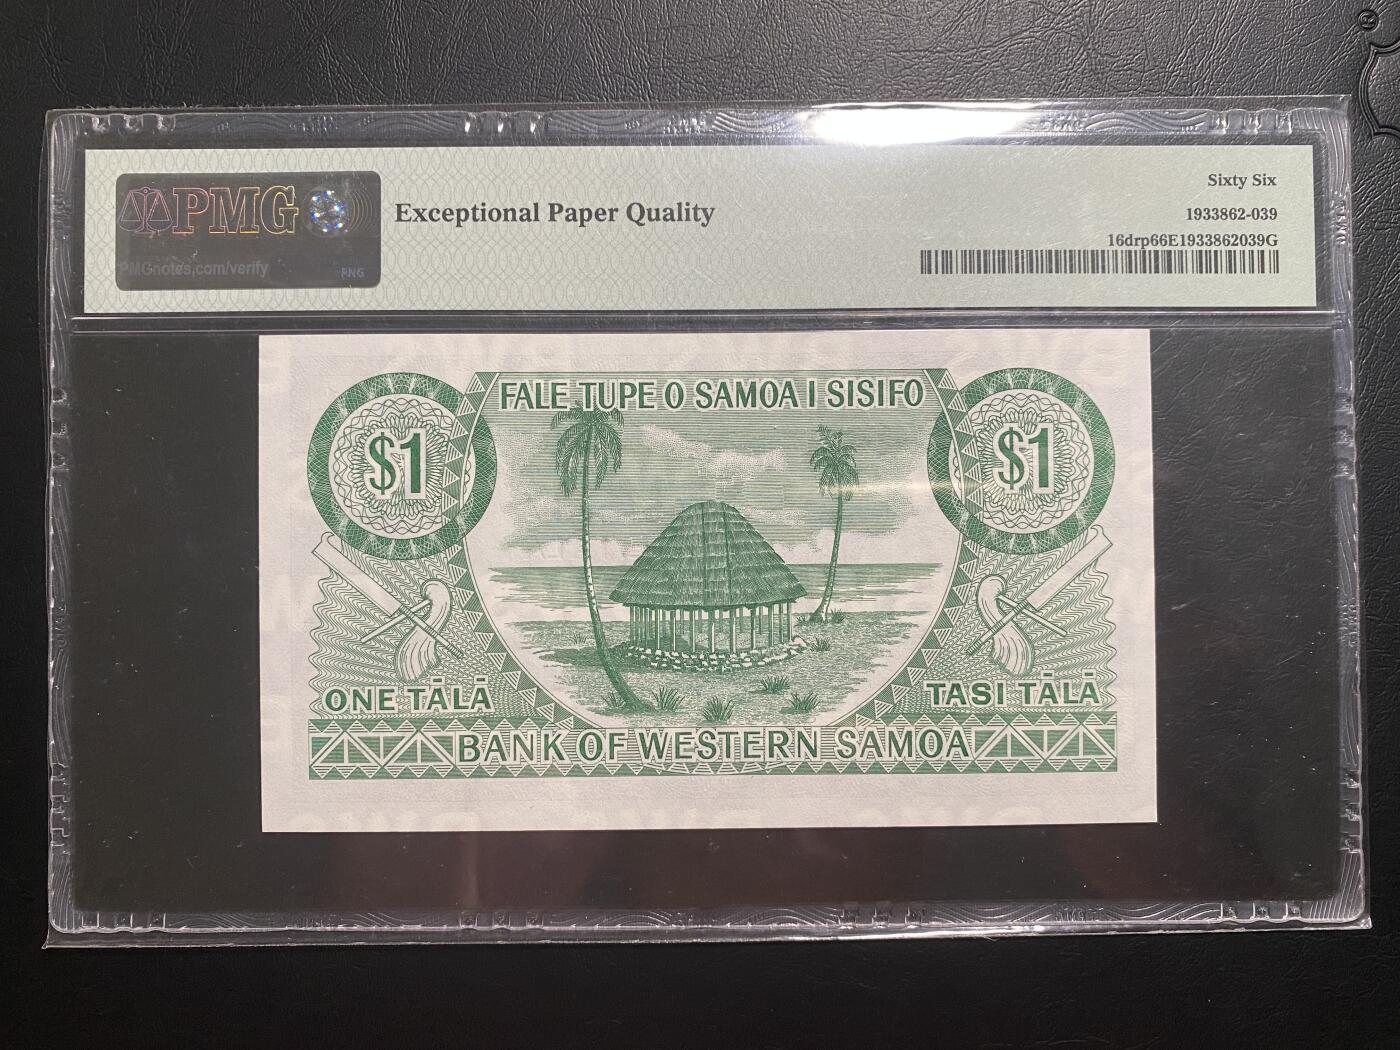 PMG
PMGnotes.com/verify
PNG
Exceptional Paper Quality
Sixty Six
1933862-039
16drp66E1933862039G
FALE TUPE O SAMOA I SISIFO
$1
$1
ONE TĀLĀ
TASI TĀLĀ
BANK OF WESTERN SAMOA